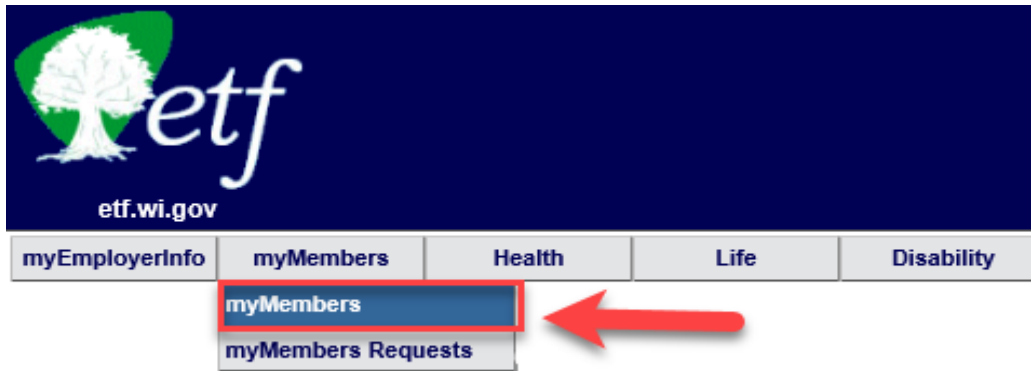 etf
etf.wi.gov
myEmployerInfo myMembers Health Life Disability
myMembers
myMembers Requests